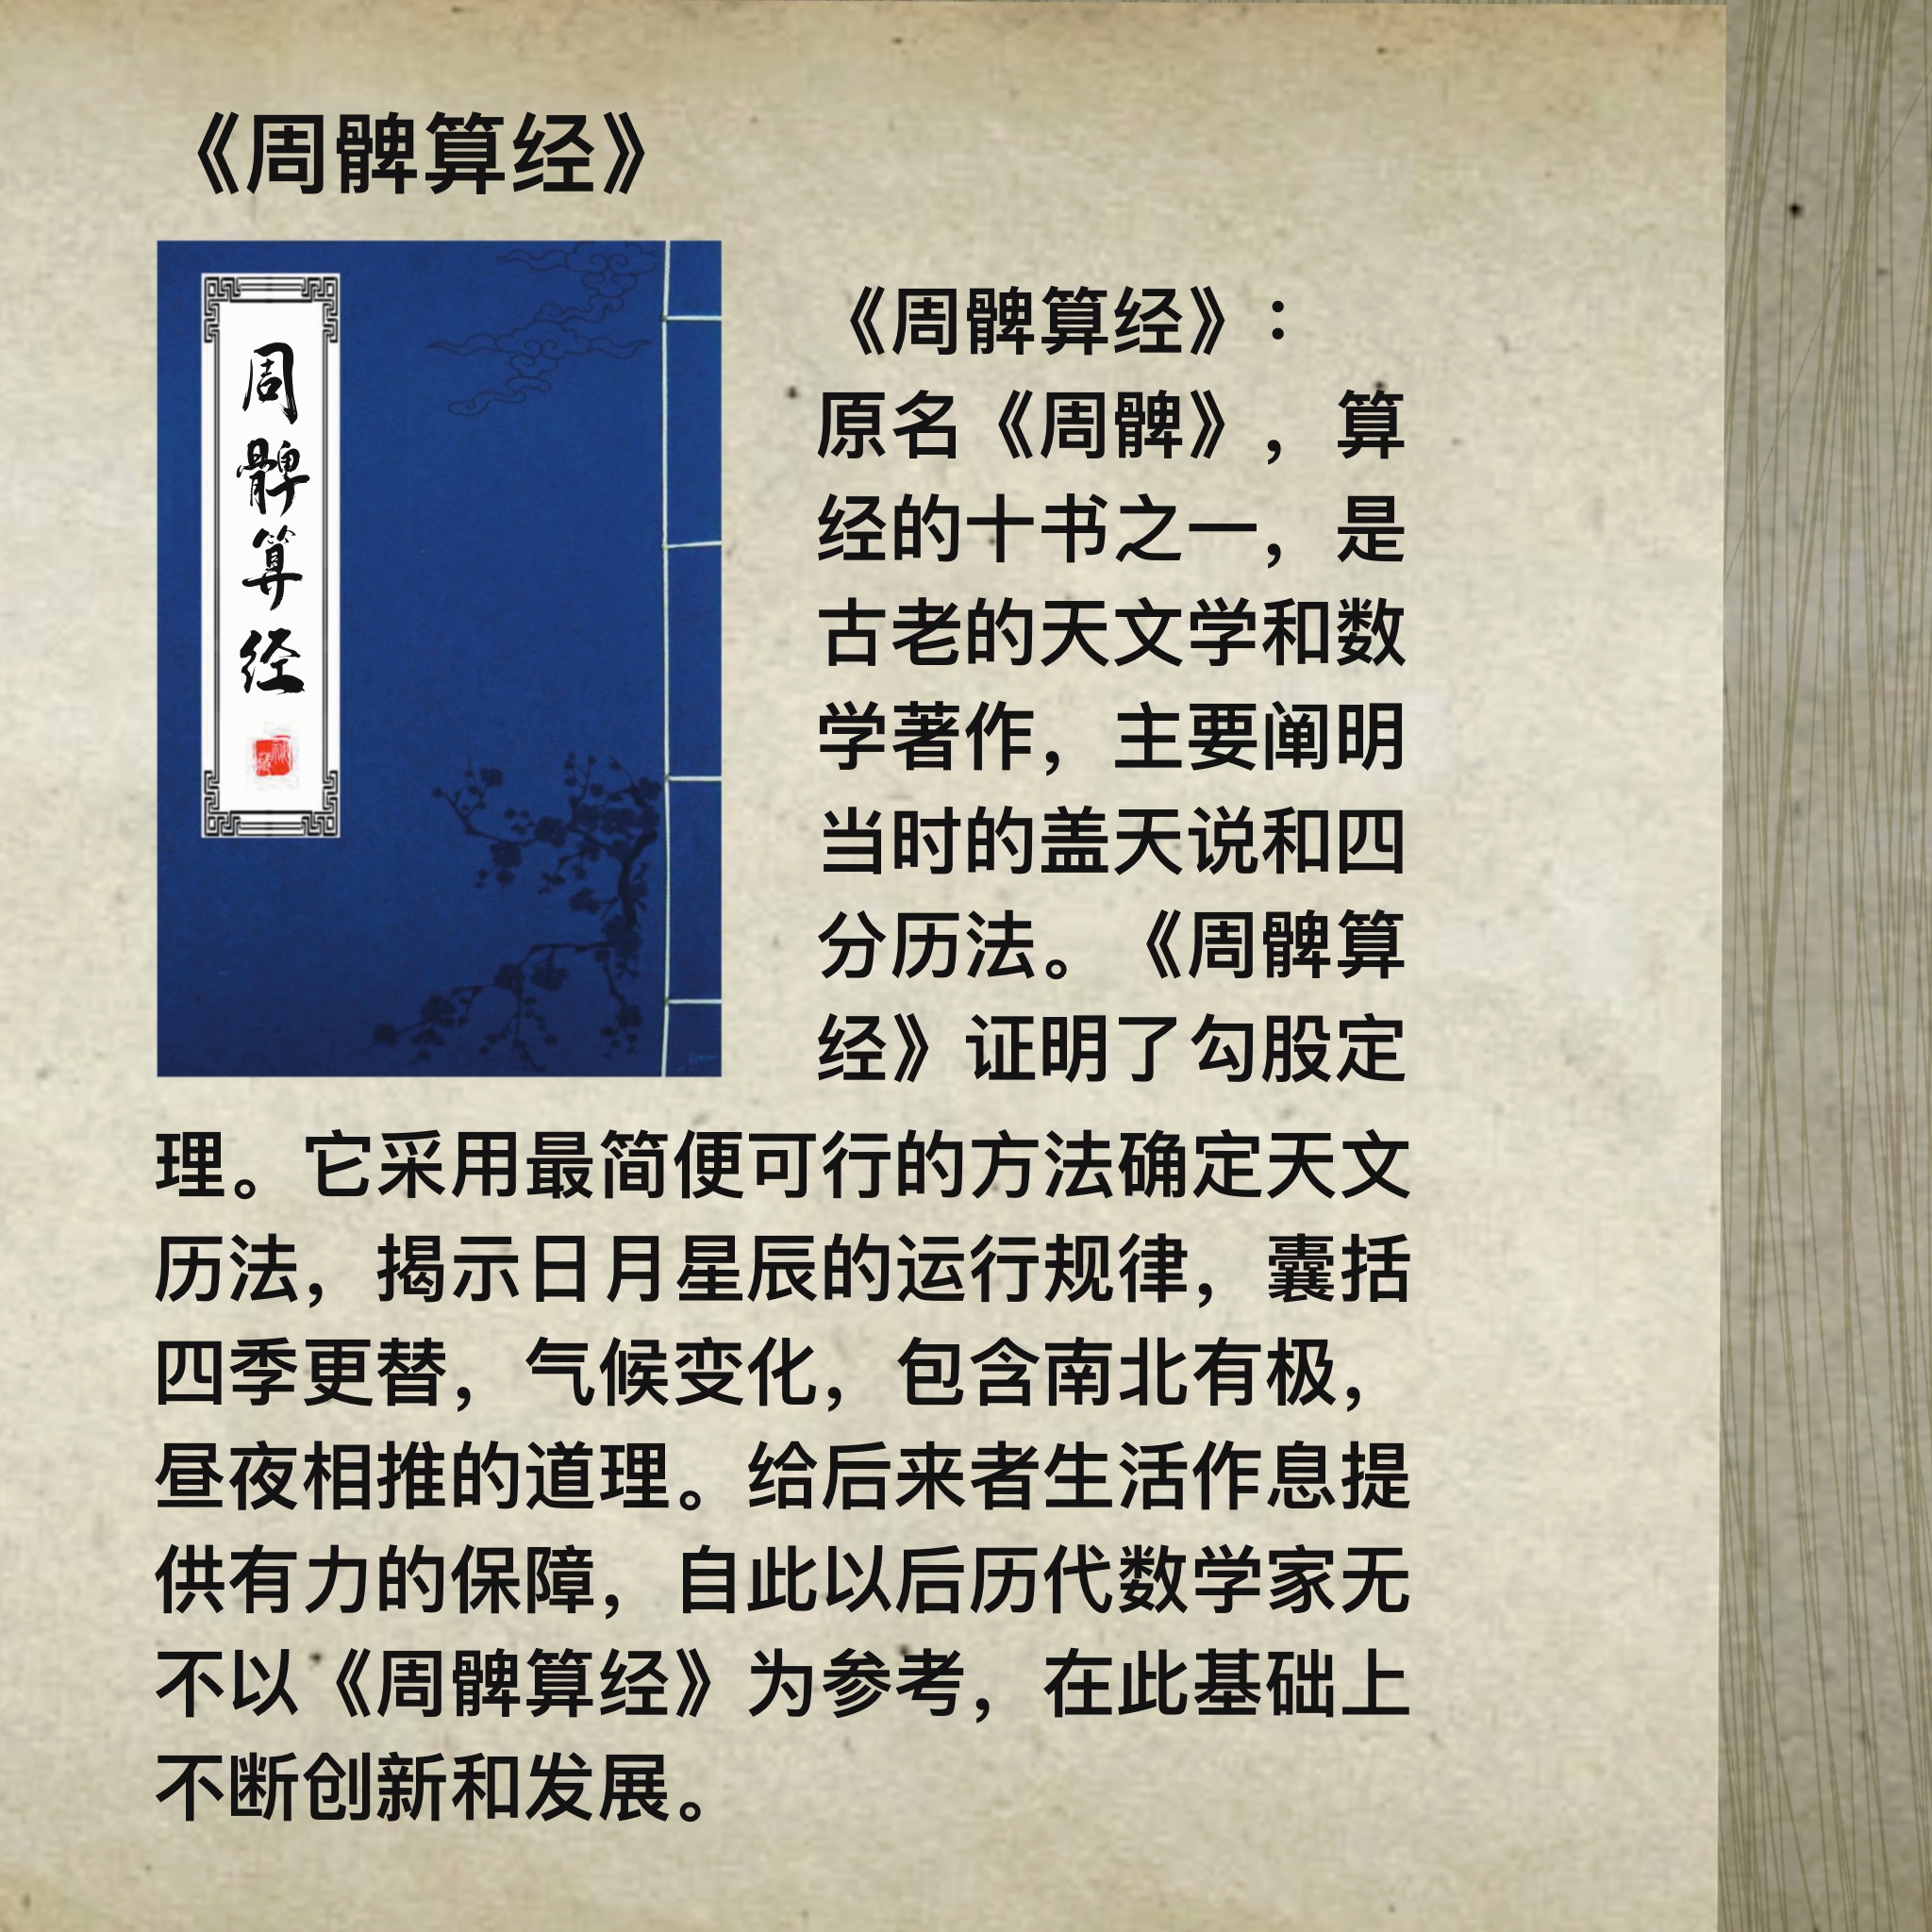 《周髀算经》
周
髀
算
经
《周髀算经》：
原名《周髀》，算
经的十书之一，是
古老的天文学和数
学著作，主要阐明
当时的盖天说和四
分历法。《周髀算
经》证明了勾股定
理。它采用最简便可行的方法确定天文
历法，揭示日月星辰的运行规律，囊括
四季更替，气候变化，包含南北有极，
昼夜相推的道理。给后来者生活作息提
供有力的保障，自此以后历代数学家无
不以《周髀算经》为参考，在此基础上
不断创新和发展。